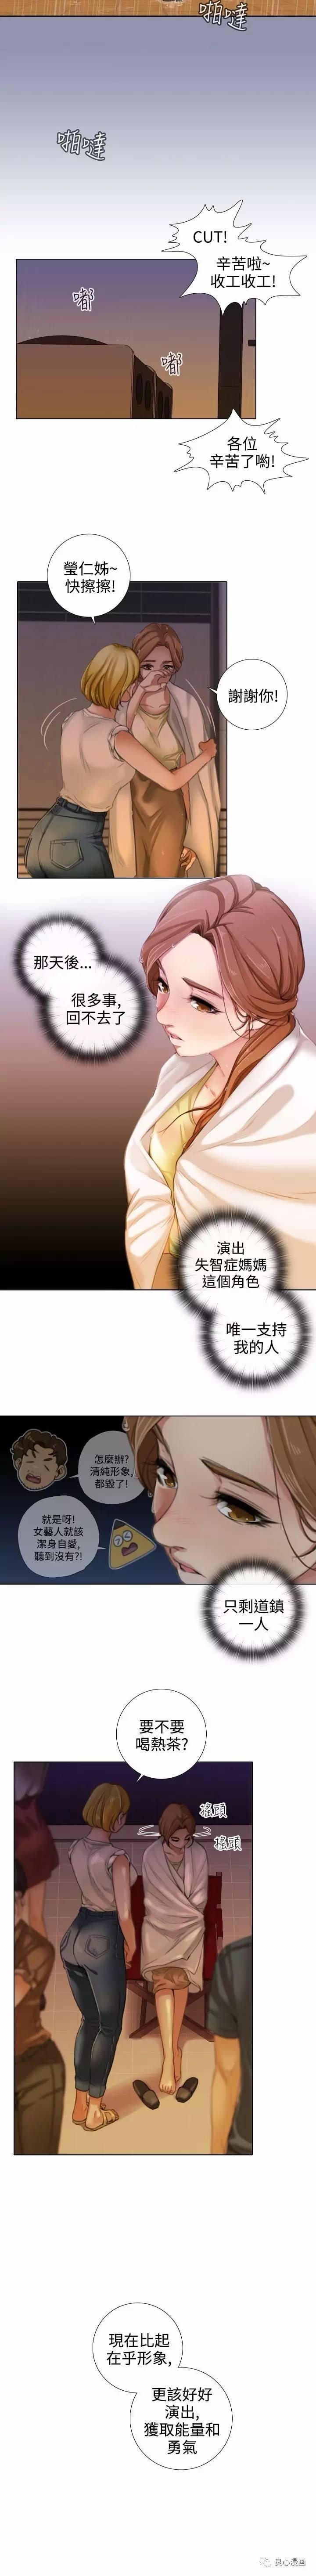 啪噠
啪噠
CUT!
辛苦啦~
收工收工!
嘟
嘟
各位
辛苦了喲!
瑩仁姊~
快擦擦!
謝謝你!
那天後...
很多事,
回不去了
演出
失智症媽媽
這個角色
唯一支持
我的人
怎麼辦?
清純形象,
都毀了!
就是呀!
女藝人就該
潔身自愛,
聽到沒有?!
只剩道鎮
一人
要不要
喝熱茶?
搖頭
搖頭
現在比起
在乎形象,
更該好好
演出,
獲取能量和
勇氣
良心漫画